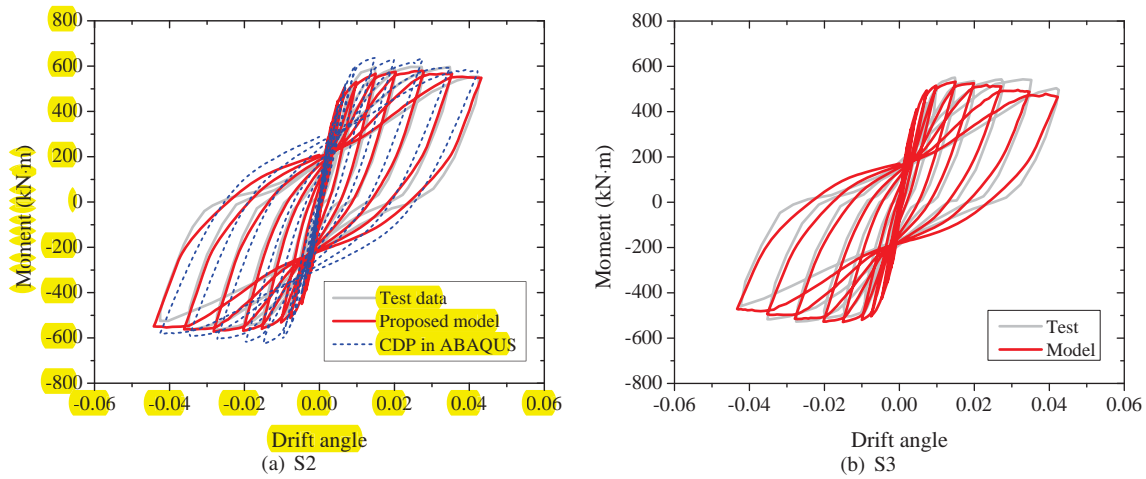 800
600
400
200
0
-200
-400
-600
-800
Moment (kN·m)
Test data
Proposed model
CDP in ABAQUS
-0.06 -0.04 -0.02 0.00 0.02 0.04 0.06
Drift angle
(a) S2
800
600
400
200
0
-200
-400
-600
-800
Moment (kN·m)
Test
Model
-0.06 -0.04 -0.02 0.00 0.02 0.04 0.06
Drift angle
(b) S3